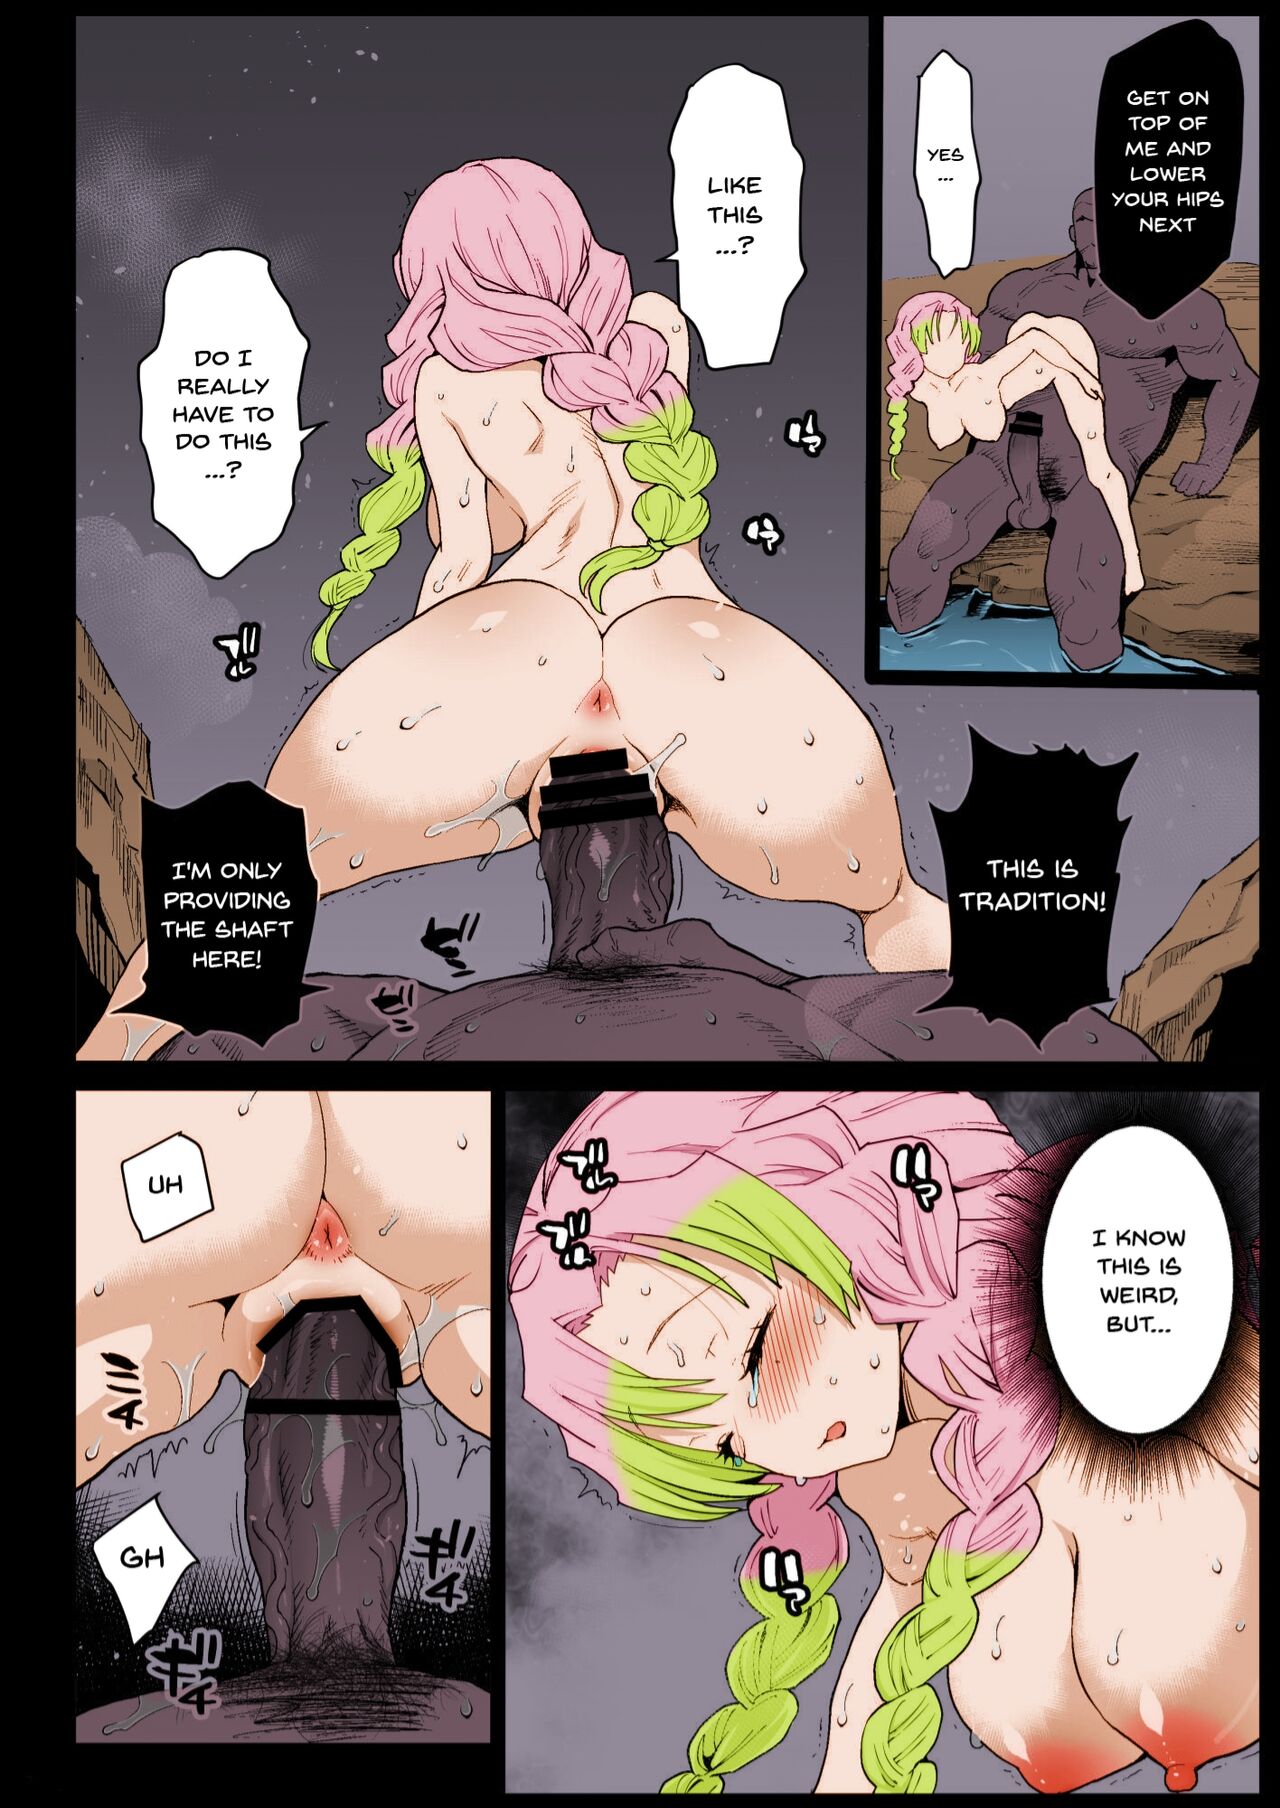 GET ON
TOP OF
ME AND
LOWER
YOUR HIPS
NEXT
YES
...
LIKE
THIS
...?
DO I
REALLY
HAVE TO
DO THIS
...?
THIS IS
TRADITION!
I'M ONLY
PROVIDING
THE SHAFT
HERE!
I KNOW
THIS IS
WEIRD,
BUT...
UH
GH